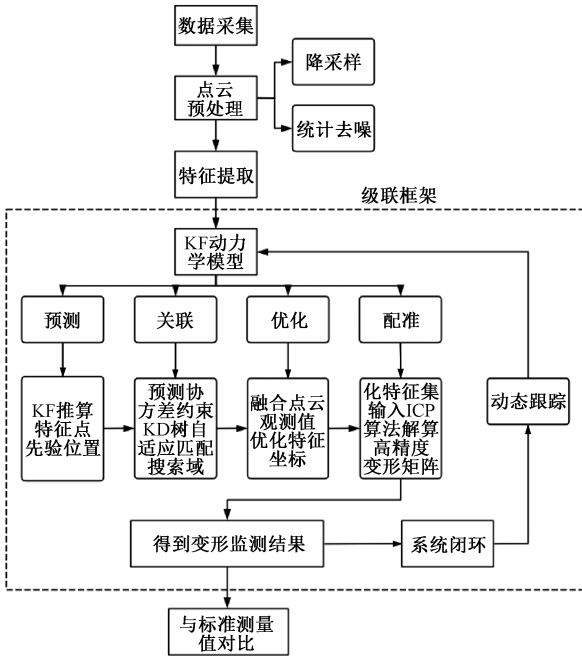 数据采集
点云
预处理
降采样
统计去噪
特征提取
级联框架
KF动力
学模型
预测
关联
优化
配准
KF推算
特征点
先验位置
预测协
方差约束
KD树自
适应匹配
搜索域
融合点云
观测值
优化特征
坐标
化特征集
输入ICP
算法解算
高精度
变形矩阵
动态跟踪
得到变形监测结果
系统闭环
与标准测量
值对比